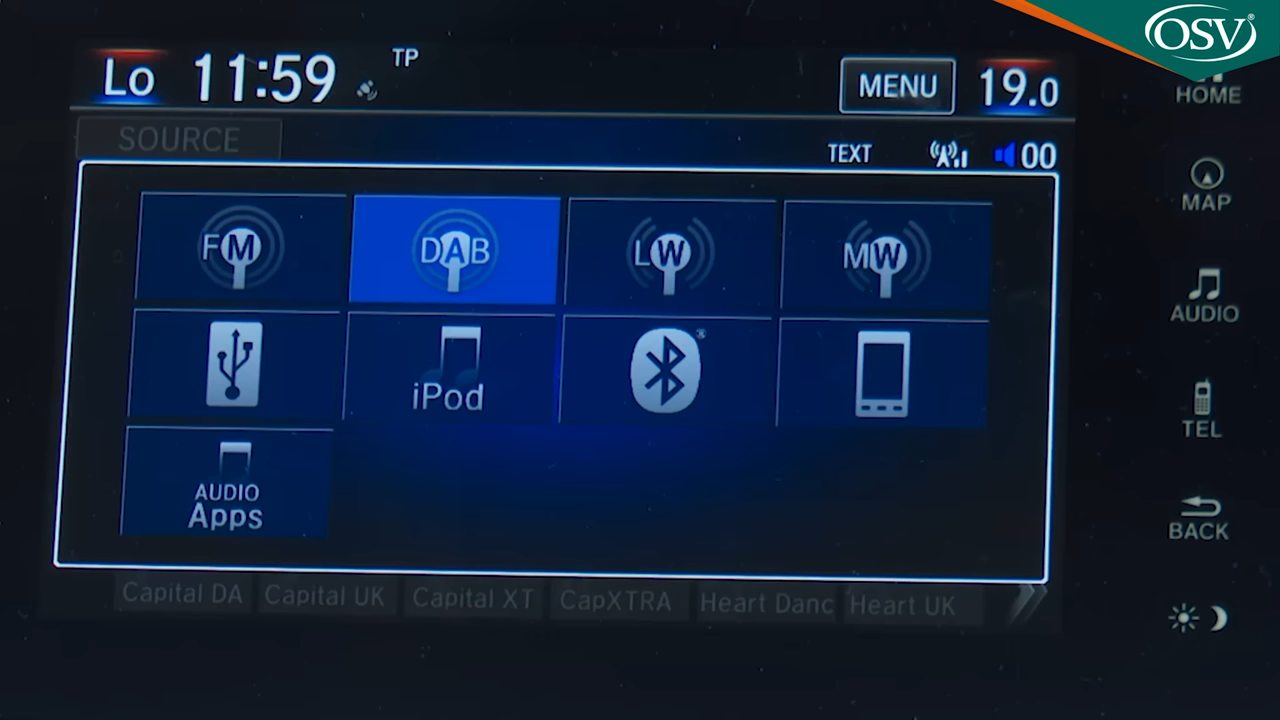 OSV®
Lo 11:59 TP MENU 19.0
HOME
SOURCE
TEXT 00
FM DAB LW MW
MAP
iPod
AUDIO
TEL
AUDIO
Apps
BACK
Capital DA Capital UK Capital XT CapXTRA Heart Danc Heart UK